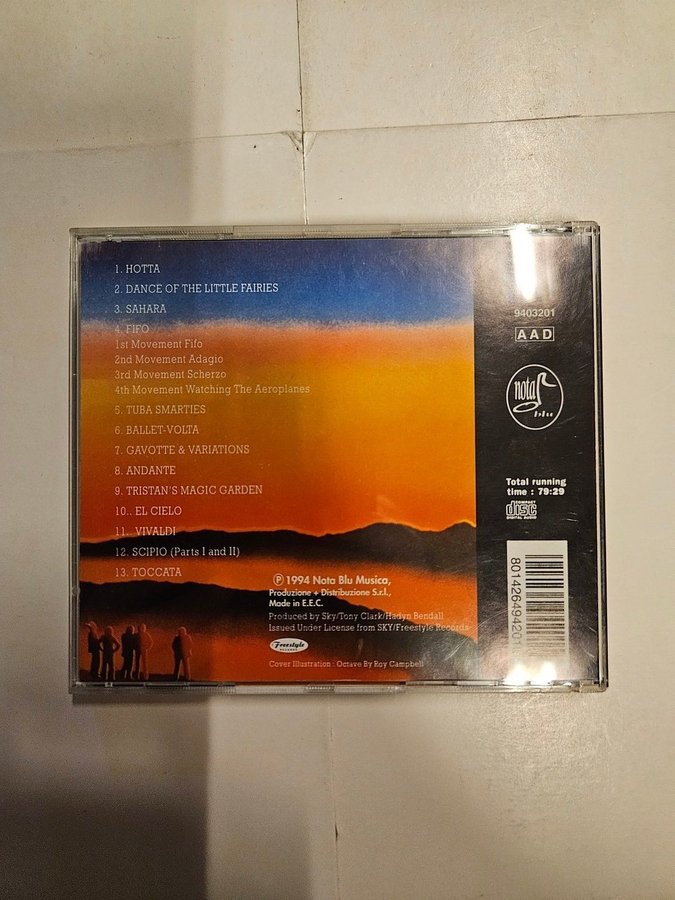 1. HOTTA
2. DANCE OF THE LITTLE FAIRIES
3. SAHARA
4. FIFO
1st Movement Fifo
2nd Movement Adagio
3rd Movement Scherzo
4th Movement Watching The Aeroplanes
5. TUBA SMARTIES
6. BALLET-VOLTA
7. GAVOTTE & VARIATIONS
8. ANDANTE
9. TRISTAN'S MAGIC GARDEN
10.. EL CIELO
11.. VIVALDI
12. SCIPIO (Parts I and II)
13. TOCCATA
℗ 1994 Nota Blu Musica,
Produzione + Distribuzione S.r.l.,
Made in E.E.C.
Produced by Sky/Tony Clark/Hadyn Bendall
Issued Under License from SKY/Freestyle Records
Freestyle
RECORDS
Cover Illustration : Octave By Roy Campbell
9403201
AAD
nota
blu
Total running
time : 79:29
COMPACT
disc
DIGITAL AUDIO
801426494201